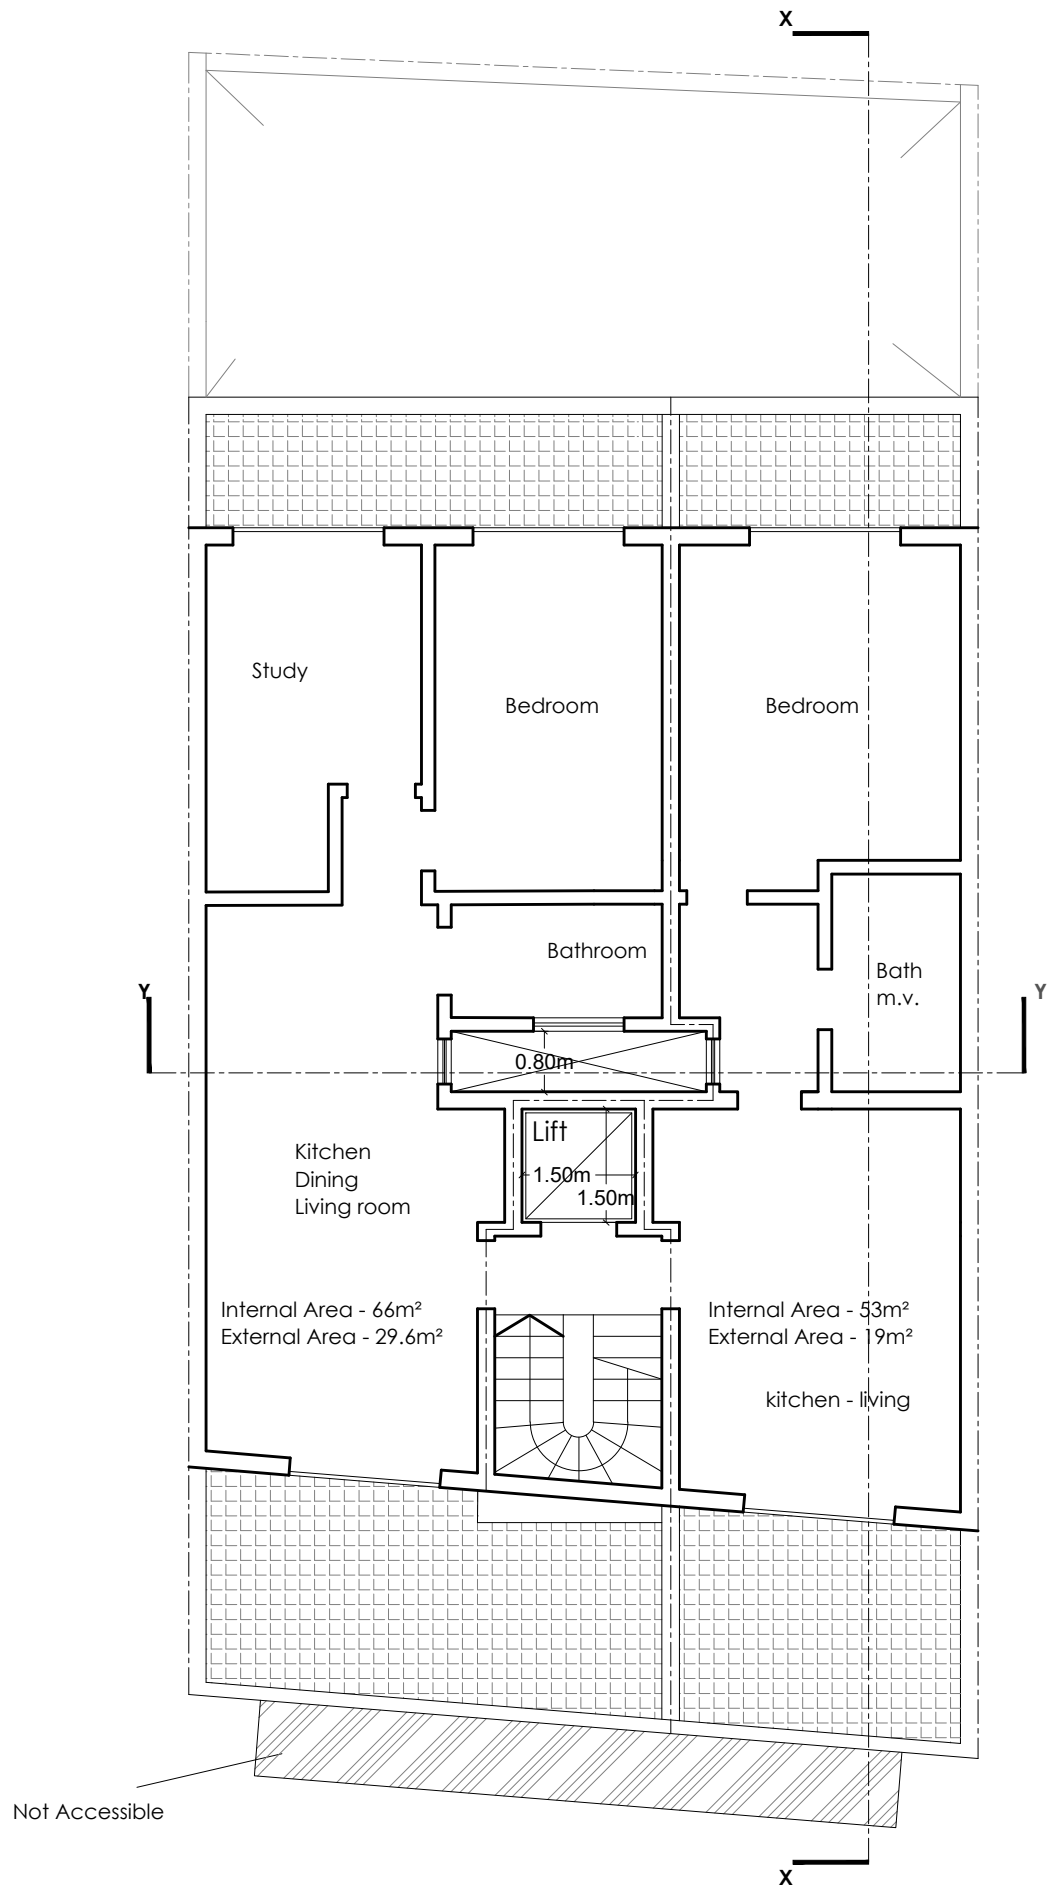 X
Study
Bedroom
Bedroom
Bathroom
Bath
m.v.
Y
Y
0.80m
Lift
1.50m
1.50m
Kitchen
Dining
Living room
Internal Area - 66m²
External Area - 29.6m²
Internal Area - 53m²
External Area - 19m²
kitchen - living
Not Accessible
X